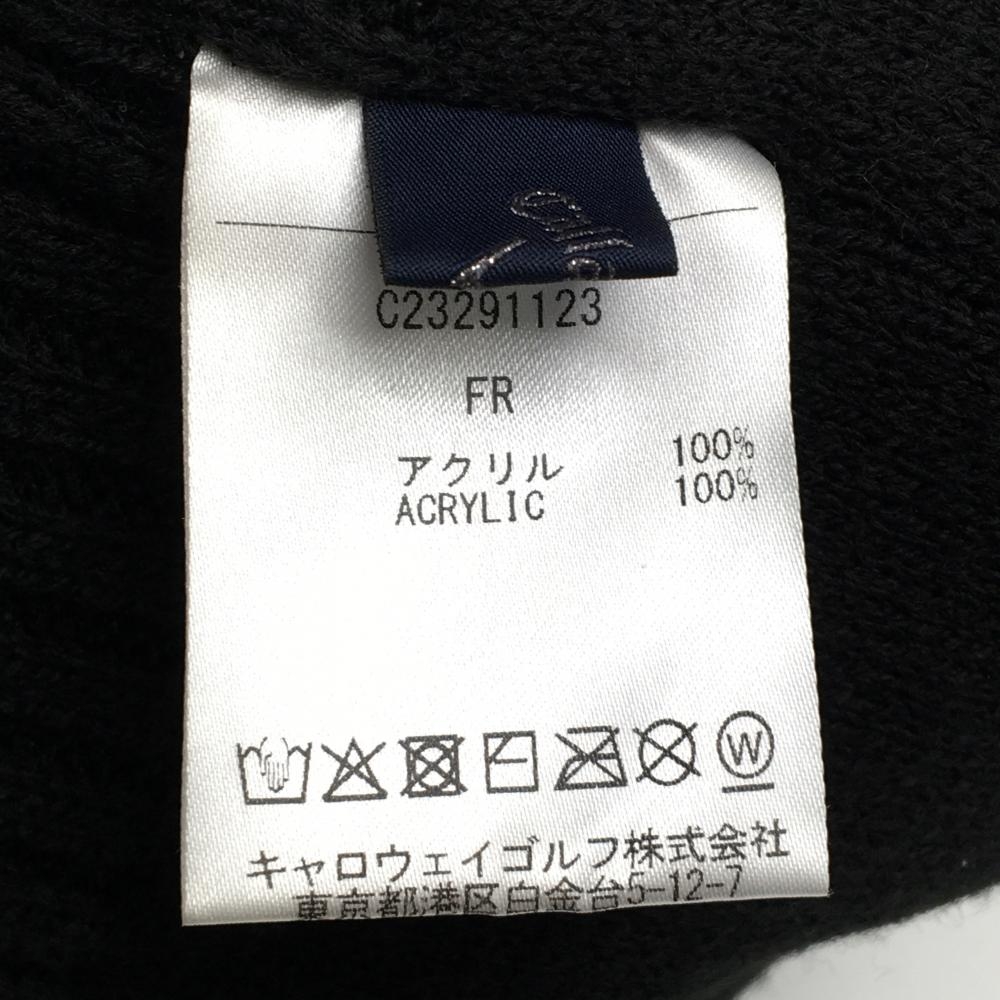 C23291123
FR
アクリル 100%
ACRYLIC 100%
W
キャロウェイゴルフ株式会社
東京都港区白金台5-12-7